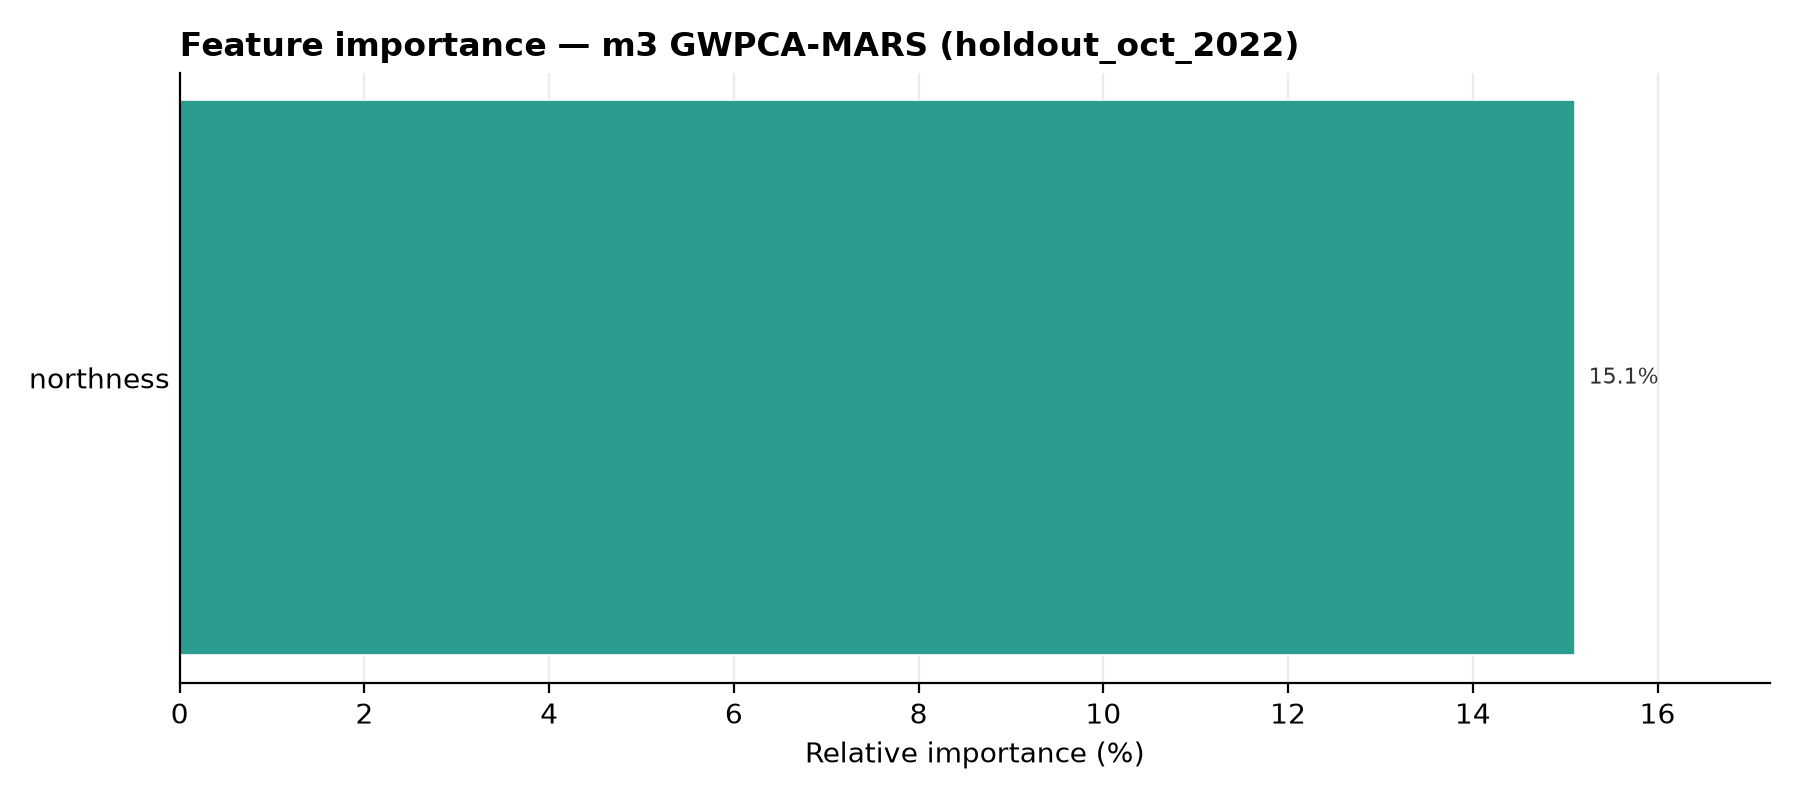 Feature importance — m3 GWPCA-MARS (holdout_oct_2022)
northness
15.1%
0 2 4 6 8 10 12 14 16
Relative importance (%)